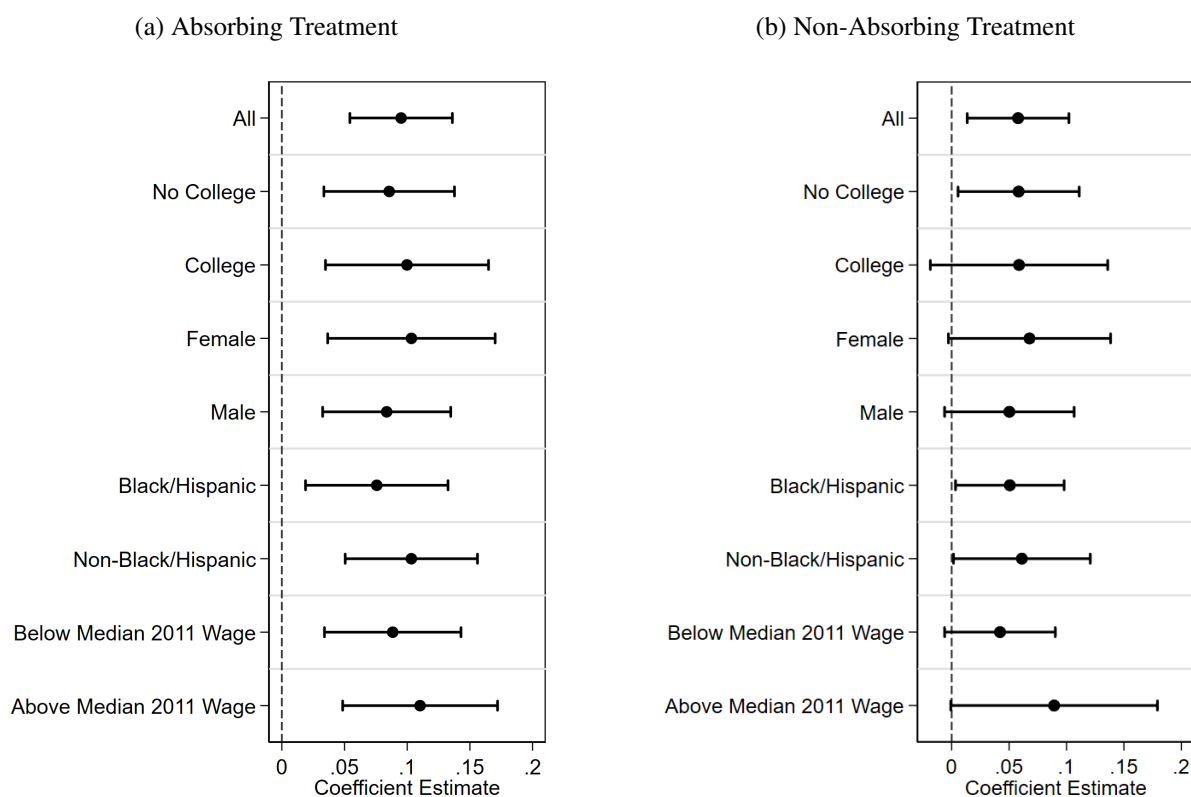 (a) Absorbing Treatment
All
No College
College
Female
Male
Black/Hispanic
Non-Black/Hispanic
Below Median 2011 Wage
Above Median 2011 Wage
0 .05 .1 .15 .2
Coefficient Estimate
(b) Non-Absorbing Treatment
All
No College
College
Female
Male
Black/Hispanic
Non-Black/Hispanic
Below Median 2011 Wage
Above Median 2011 Wage
0 .05 .1 .15 .2
Coefficient Estimate